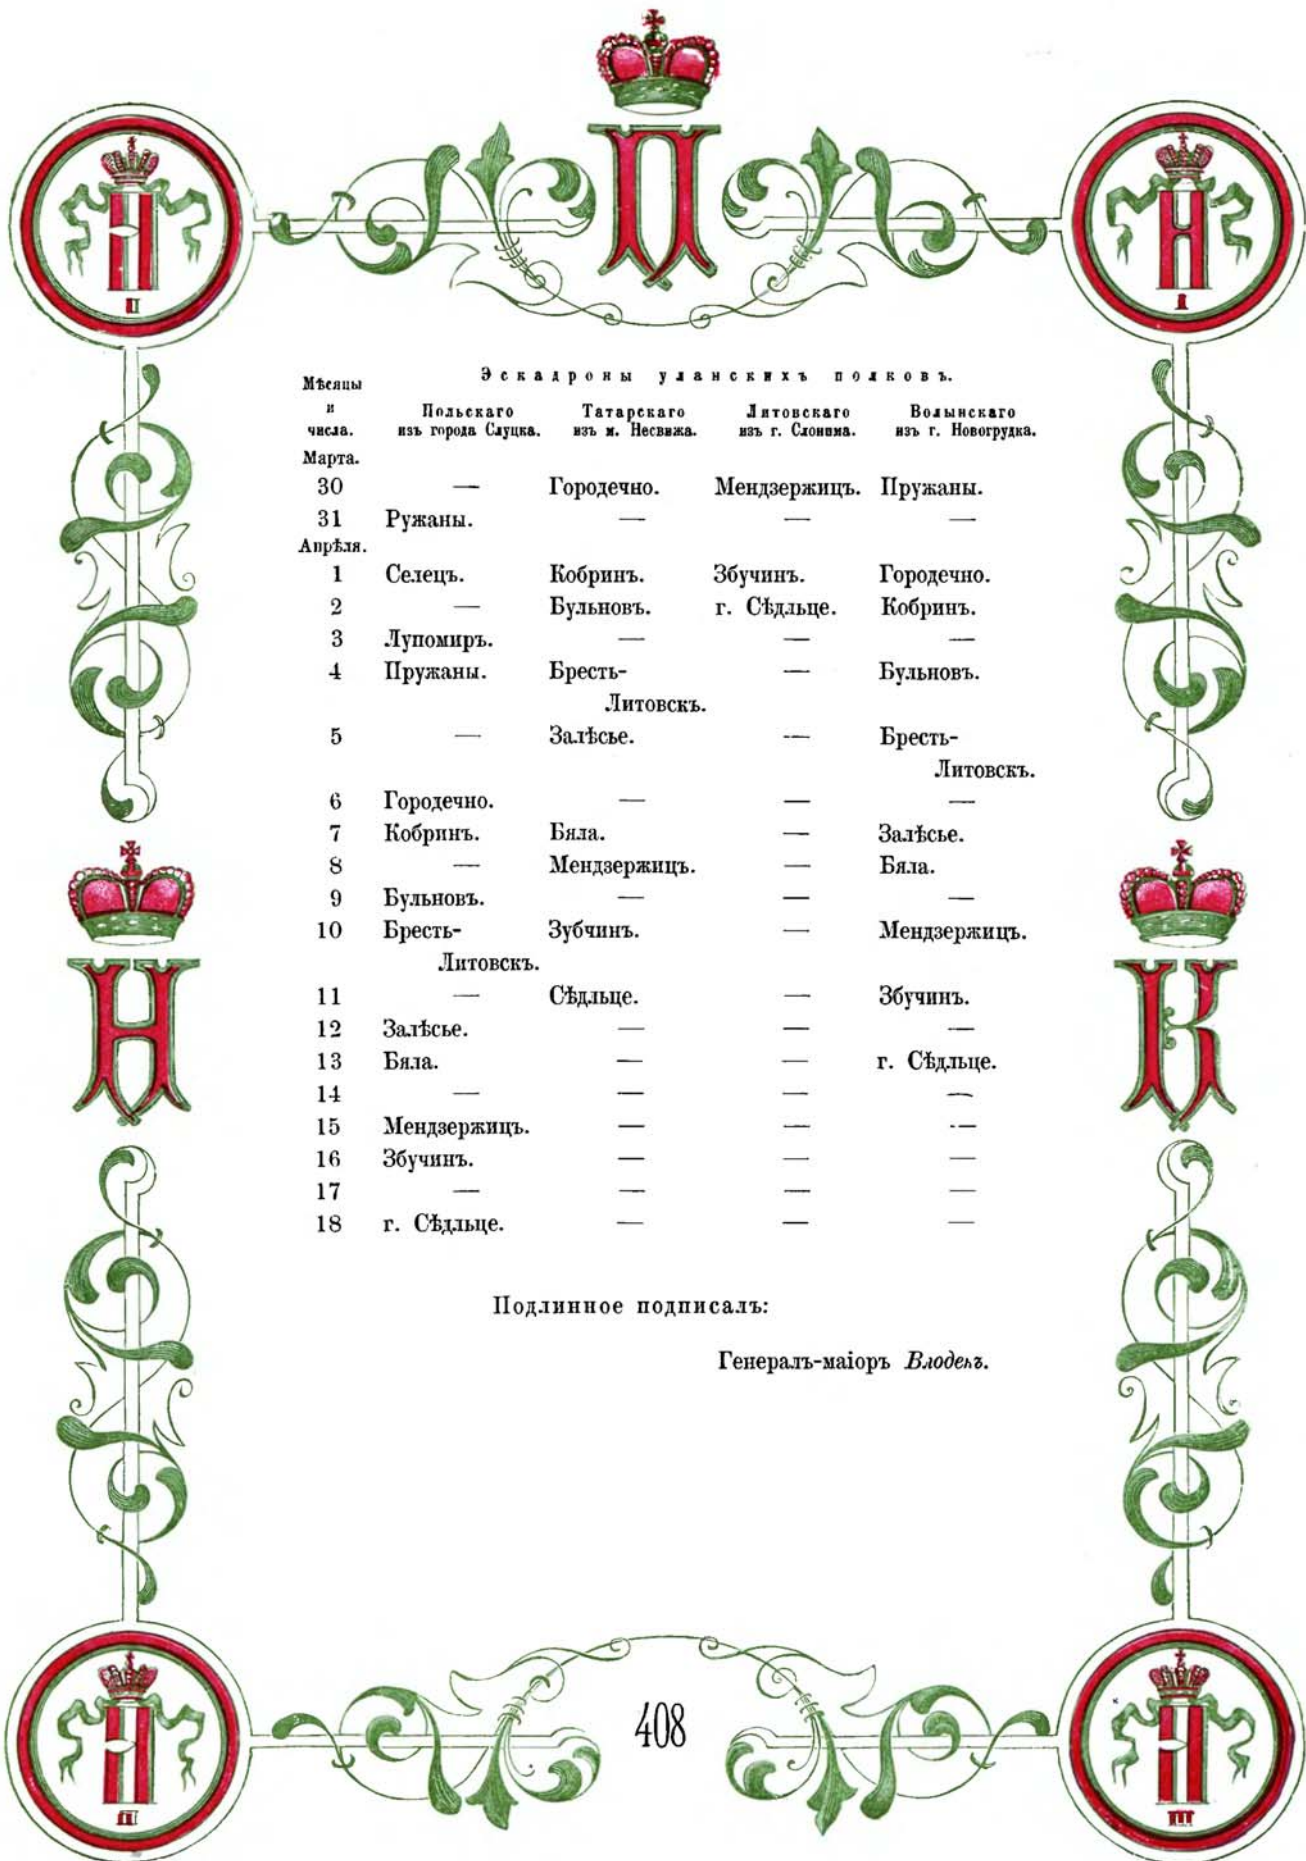 Мѣсяцы
и
числа.
Эскадроны уланскихъ полковъ.
Польскаго Татарскаго Литовскаго Волынскаго
изъ города Слуцка. изъ м. Несвижа. изъ г. Слонима. изъ г. Новогрудка.
Марта.
30 — Городечно. Мендзержицъ. Пружаны.
31 Ружаны. — — —
Апрѣля.
1 Селецъ. Кобринъ. Збучинъ. Городечно.
2 — Бульновъ. г. Сѣдльце. Кобринъ.
3 Лупомиръ. — — —
4 Пружаны. Бресть- — Бульновъ.
Литовскъ.
5 — Залѣсье. — Бресть-
Литовскъ.
6 Городечно. — — —
7 Кобринъ. Бяла. — Залѣсье.
8 — Мендзержицъ. — Бяла.
9 Бульновъ. — — —
10 Бресть- Зубчинъ. — Мендзержицъ.
Литовскъ.
11 — Сѣдльце. — Збучинъ.
12 Залѣсье. — — —
13 Бяла. — — г. Сѣдльце.
14 — — — —
15 Мендзержицъ. — — —
16 Збучинъ. — — —
17 — — — —
18 г. Сѣдльце. — — —
Подлинное подписалъ:
Генералъ-маіоръ Влодекъ.
408